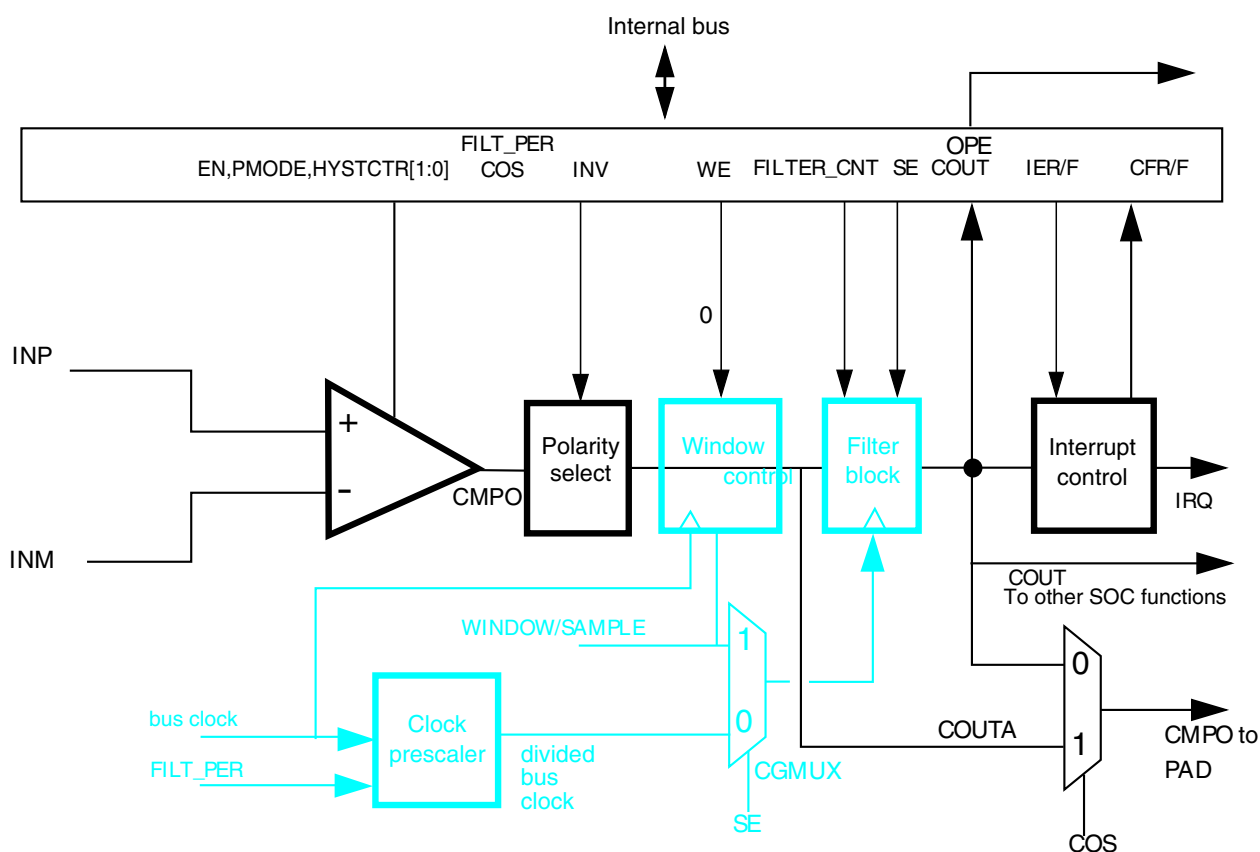 Internal bus
FILT_PER
OPE
EN,PMODE,HYSTCTR[1:0]
COS
INV
WE
FILTER_CNT
SE
COUT
IER/F
CFR/F
0
INP
+
-
INM
CMPO
Polarity
select
Window
control
Filter
block
Interrupt
control
IRQ
COUT
To other SOC functions
WINDOW/SAMPLE
1
0
bus clock
FILT_PER
Clock
prescaler
divided
bus
clock
CGMUX
SE
COUTA
0
1
CMPO to
PAD
COS